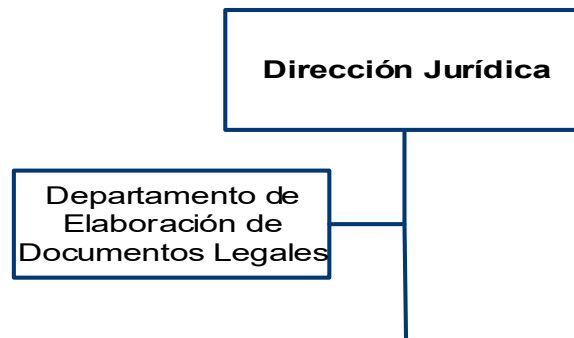 Dirección Jurídica
Departamento de
Elaboración de
Documentos Legales